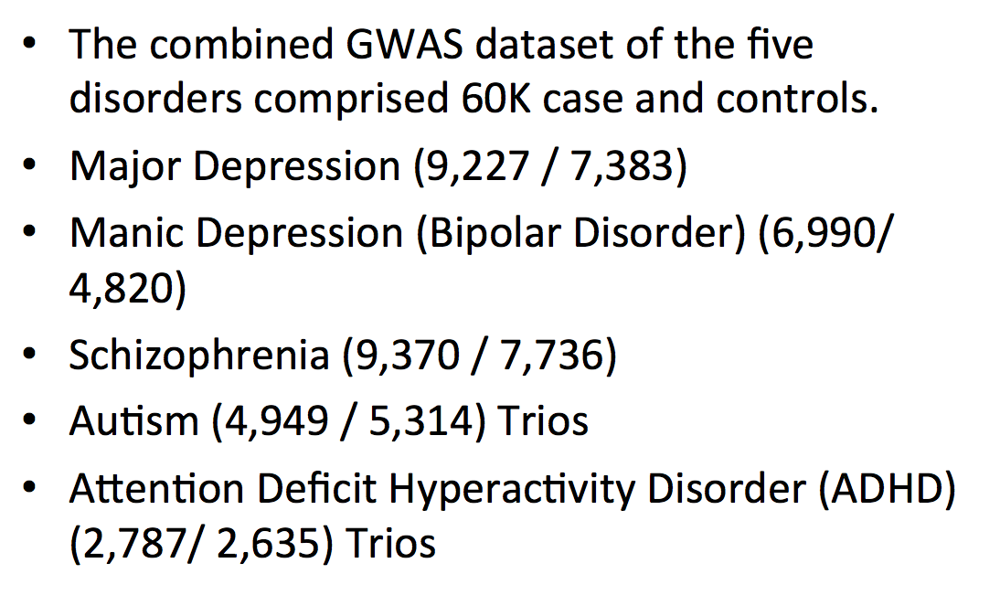 • The combined GWAS dataset of the five
disorders comprised 60K case and controls.
• Major Depression (9,227 / 7,383)
• Manic Depression (Bipolar Disorder) (6,990/
4,820)
• Schizophrenia (9,370 / 7,736)
• Autism (4,949 / 5,314) Trios
• Attention Deficit Hyperactivity Disorder (ADHD)
(2,787/ 2,635) Trios